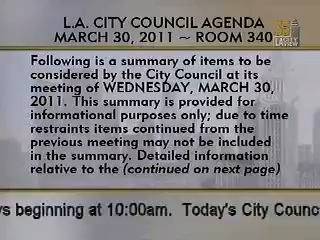 L.A. CITY COUNCIL AGENDA
MARCH 30, 2011 ~ ROOM 340
35
Following is a summary of items to be
considered by the City Council at its
meeting of WEDNESDAY, MARCH 30,
2011. This summary is provided for
informational purposes only; due to time
restraints items continued from the
previous meeting may not be included
in the summary. Detailed information
relative to the (continued on next page)
ys beginning at 10:00am. Today's City Counc